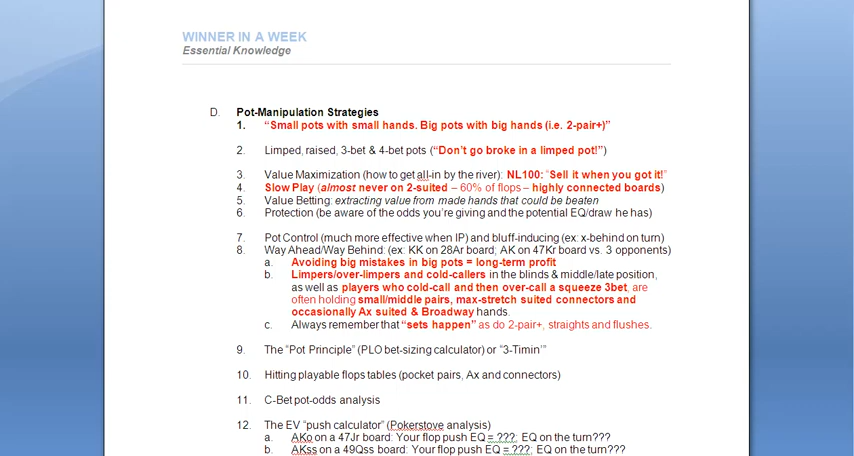 WINNER IN A WEEK
Essential Knowledge
D. Pot-Manipulation Strategies
1. “Small pots with small hands. Big pots with big hands (i.e. 2-pair+)”
2. Limped, raised, 3-bet & 4-bet pots (“Don’t go broke in a limped pot!”)
3. Value Maximization (how to get all-in by the river): NL100: “Sell it when you got it!”
4. Slow Play (almost never on 2-suited – 60% of flops – highly connected boards)
5. Value Betting: extracting value from made hands that could be beaten
6. Protection (be aware of the odds you’re giving and the potential EQ/draw he has)
7. Pot Control (much more effective when IP) and bluff-inducing (ex: x-behind on turn)
8. Way Ahead/Way Behind: (ex: KK on 28Ar board; AK on 47Kr board vs. 3 opponents)
a. Avoiding big mistakes in big pots = long-term profit
b. Limpers/over-limpers and cold-callers in the blinds & middle/late position,
as well as players who cold-call and then over-call a squeeze 3bet, are
often holding small/middle pairs, max-stretch suited connectors and
occasionally Ax suited & Broadway hands.
c. Always remember that “sets happen” as do 2-pair+, straights and flushes.
9. The “Pot Principle” (PLO bet-sizing calculator) or “3-Timin’”
10. Hitting playable flops tables (pocket pairs, Ax and connectors)
11. C-Bet pot-odds analysis
12. The EV “push calculator” (Pokerstove analysis)
a. AKo on a 47Jr board: Your flop push EQ = ???; EQ on the turn???
b. AKss on a 49Qss board: Your flop push EQ = ???; EQ on the turn???